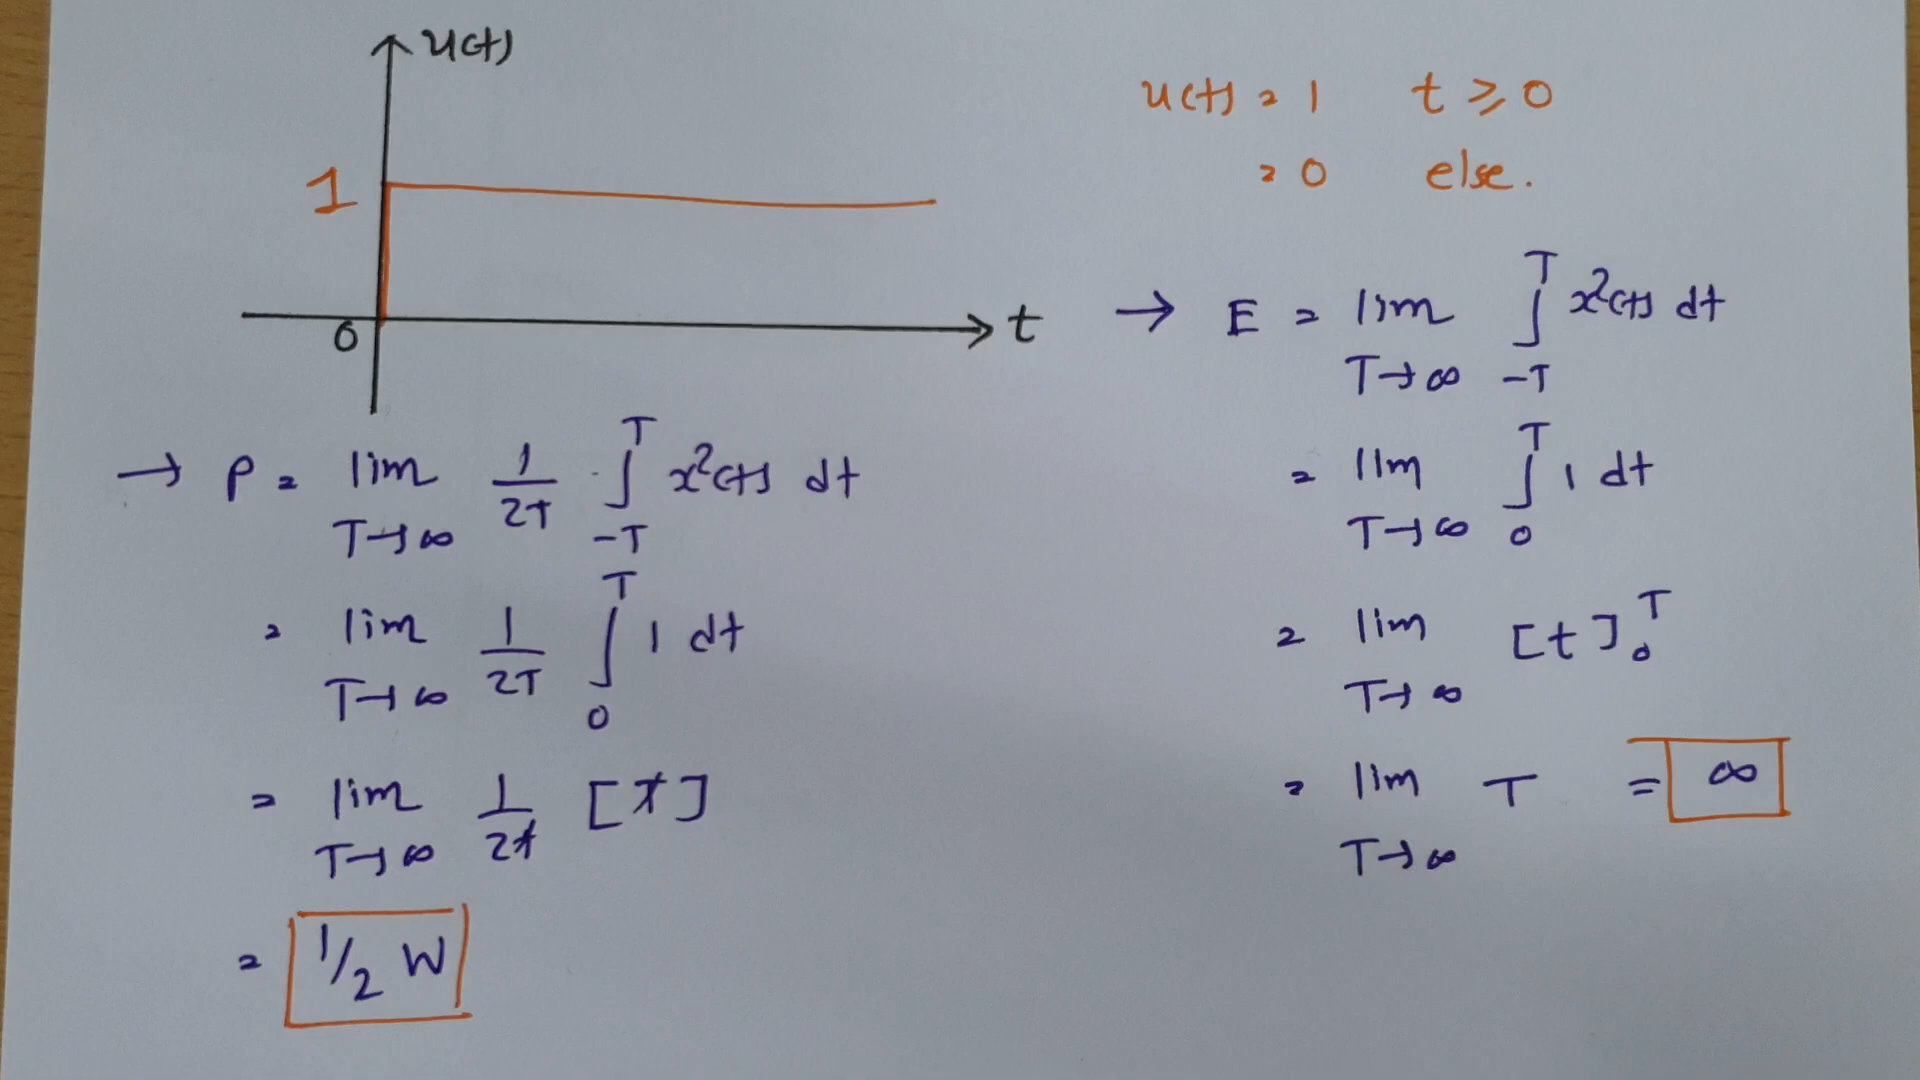 u(t)
1
0
t
u(t) = 1 t ≥ 0
= 0 else.
→ P = lim T→∞ 1/2T ∫_{-T}^{T} x²(t) dt
= lim T→∞ 1/2T ∫_{0}^{T} 1 dt
= lim T→∞ 1/2T [T]
= 1/2 W
→ E = lim T→∞ ∫_{-T}^{T} x²(t) dt
= lim T→∞ ∫_{0}^{T} 1 dt
= lim T→∞ [t]_{0}^{T}
= lim T→∞ T = ∞